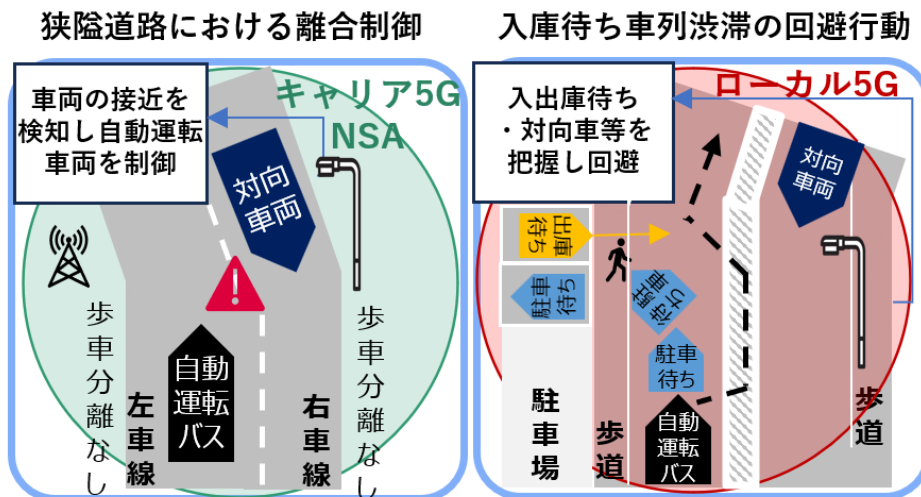 狭隘道路における離合制御
車両の接近を
検知し自動運転
車両を制御
キャリア5G
NSA
対向
車両
自動
運転
バス
歩車分離なし
左車線
右車線
歩車分離なし
入庫待ち車列渋滞の回避行動
入出庫待ち
・対向車等を
把握し回避
ローカル5G
対向
車両
出庫
待ち
駐車
待ち
駐車
待ち
駐車
待ち
自動
運転
バス
駐車場
歩道
歩道